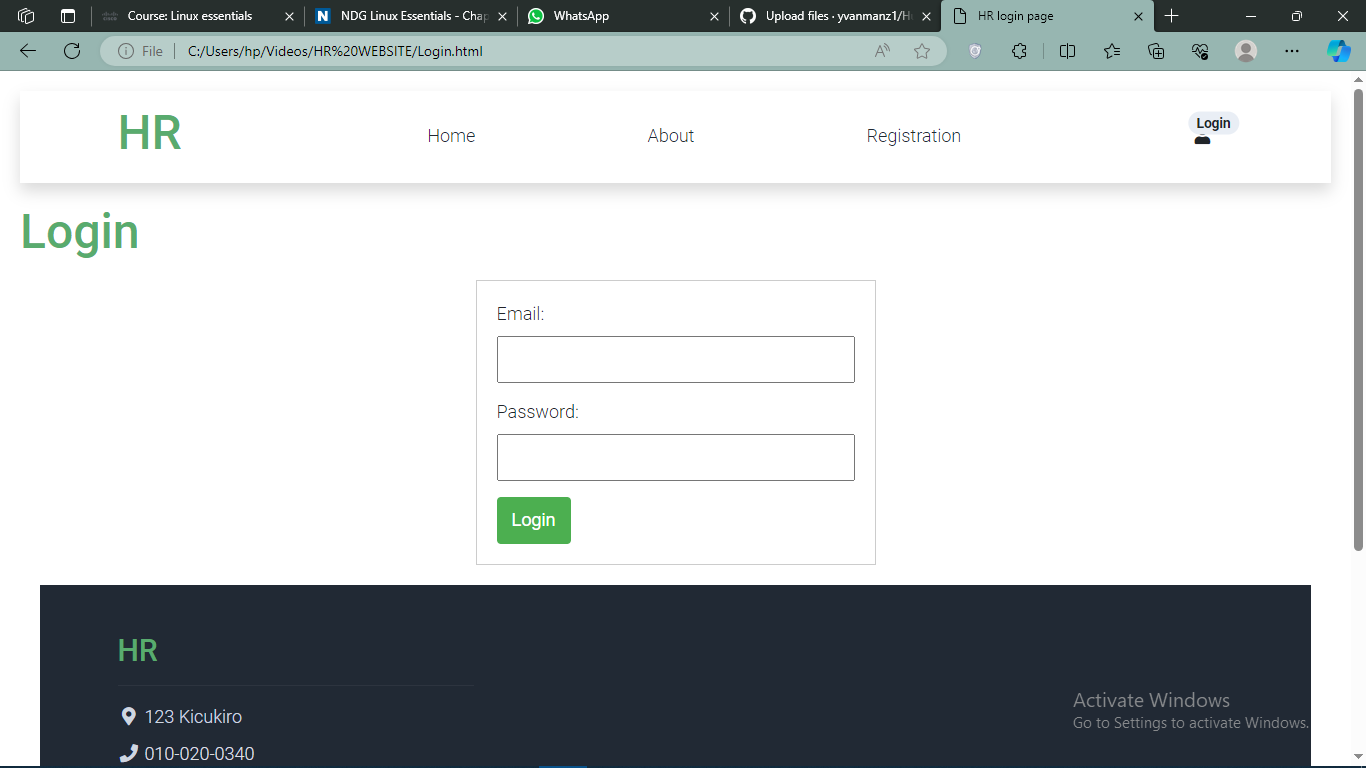 Course: Linux essentials
NDG Linux Essentials - Chap
WhatsApp
Upload files · yvanmanz1/H
HR login page
File
C:/Users/hp/Videos/HR%20WEBSITE/Login.html
HR
Home
About
Registration
Login
Login
Email:
Password:
Login
HR
123 Kicukiro
010-020-0340
Activate Windows
Go to Settings to activate Windows.